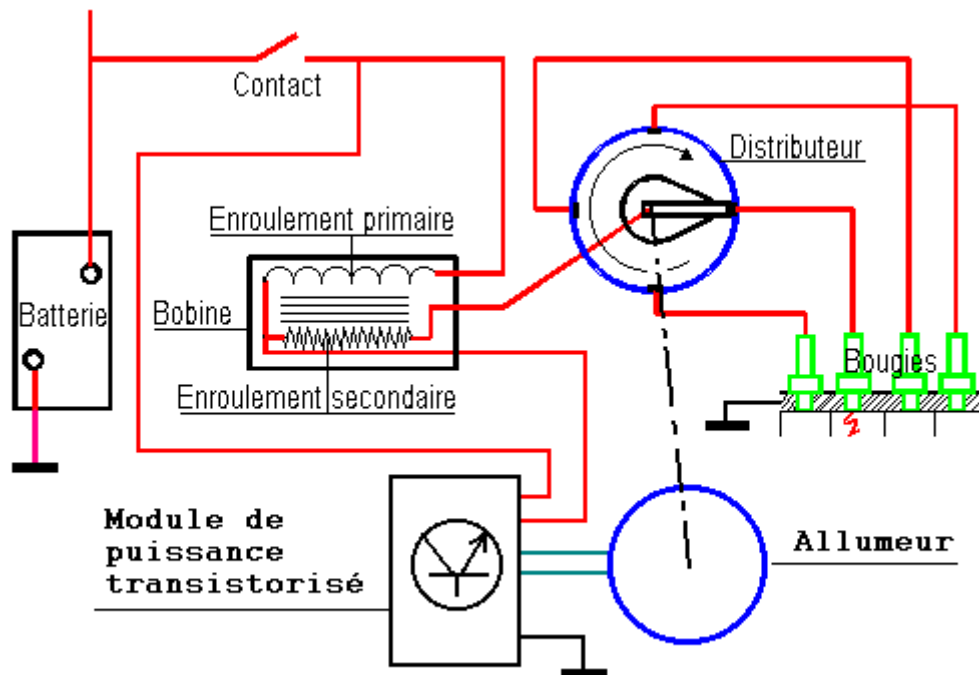 Contact
Distributeur
Enroulement primaire
Batterie
Bobine
Bougies
Enroulement secondaire
Module de
puissance
transistorisé
Allumeur